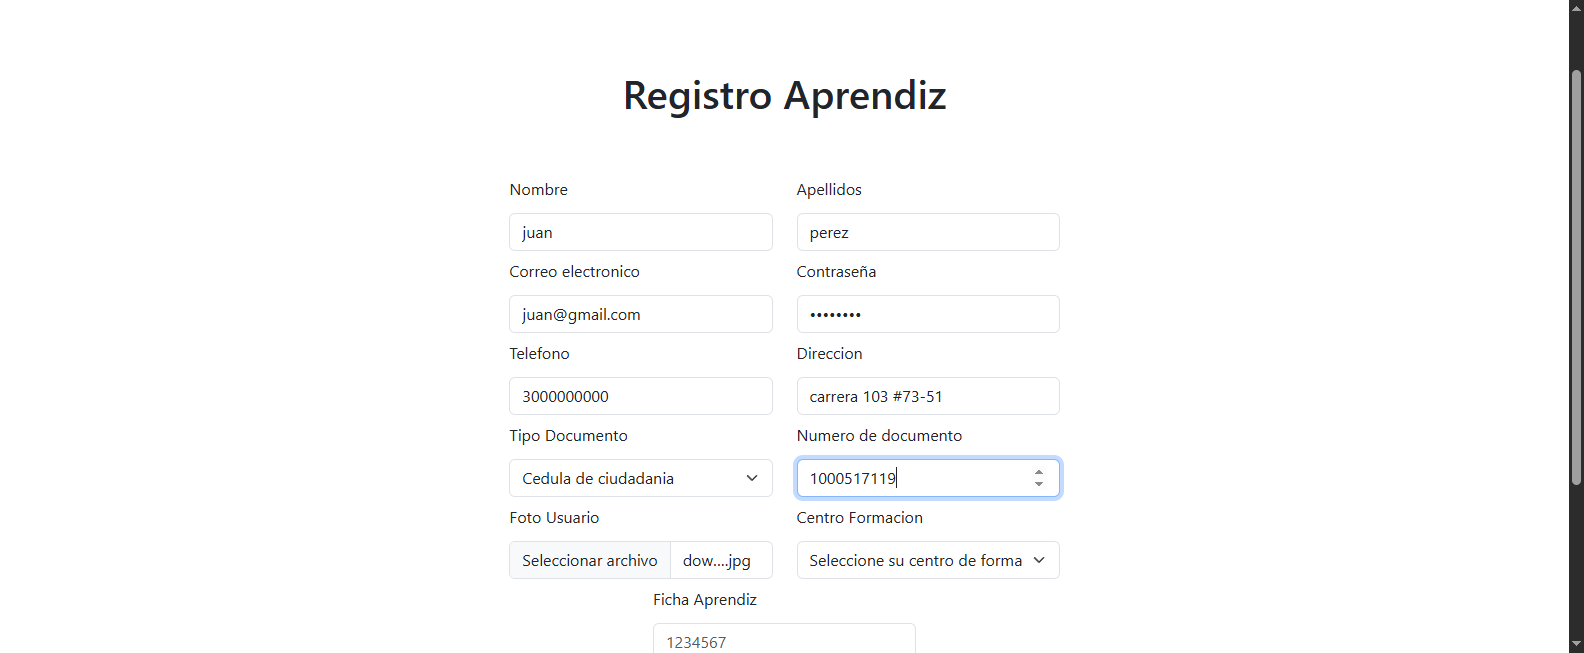 Registro Aprendiz
Nombre Apellidos
juan perez
Correo electronico Contraseña
juan@gmail.com ••••••••
Telefono Direccion
3000000000 carrera 103 #73-51
Tipo Documento Numero de documento
Cedula de ciudadania 1000517119
Foto Usuario Centro Formacion
Seleccionar archivo dow....jpg Seleccione su centro de forma
Ficha Aprendiz
1234567